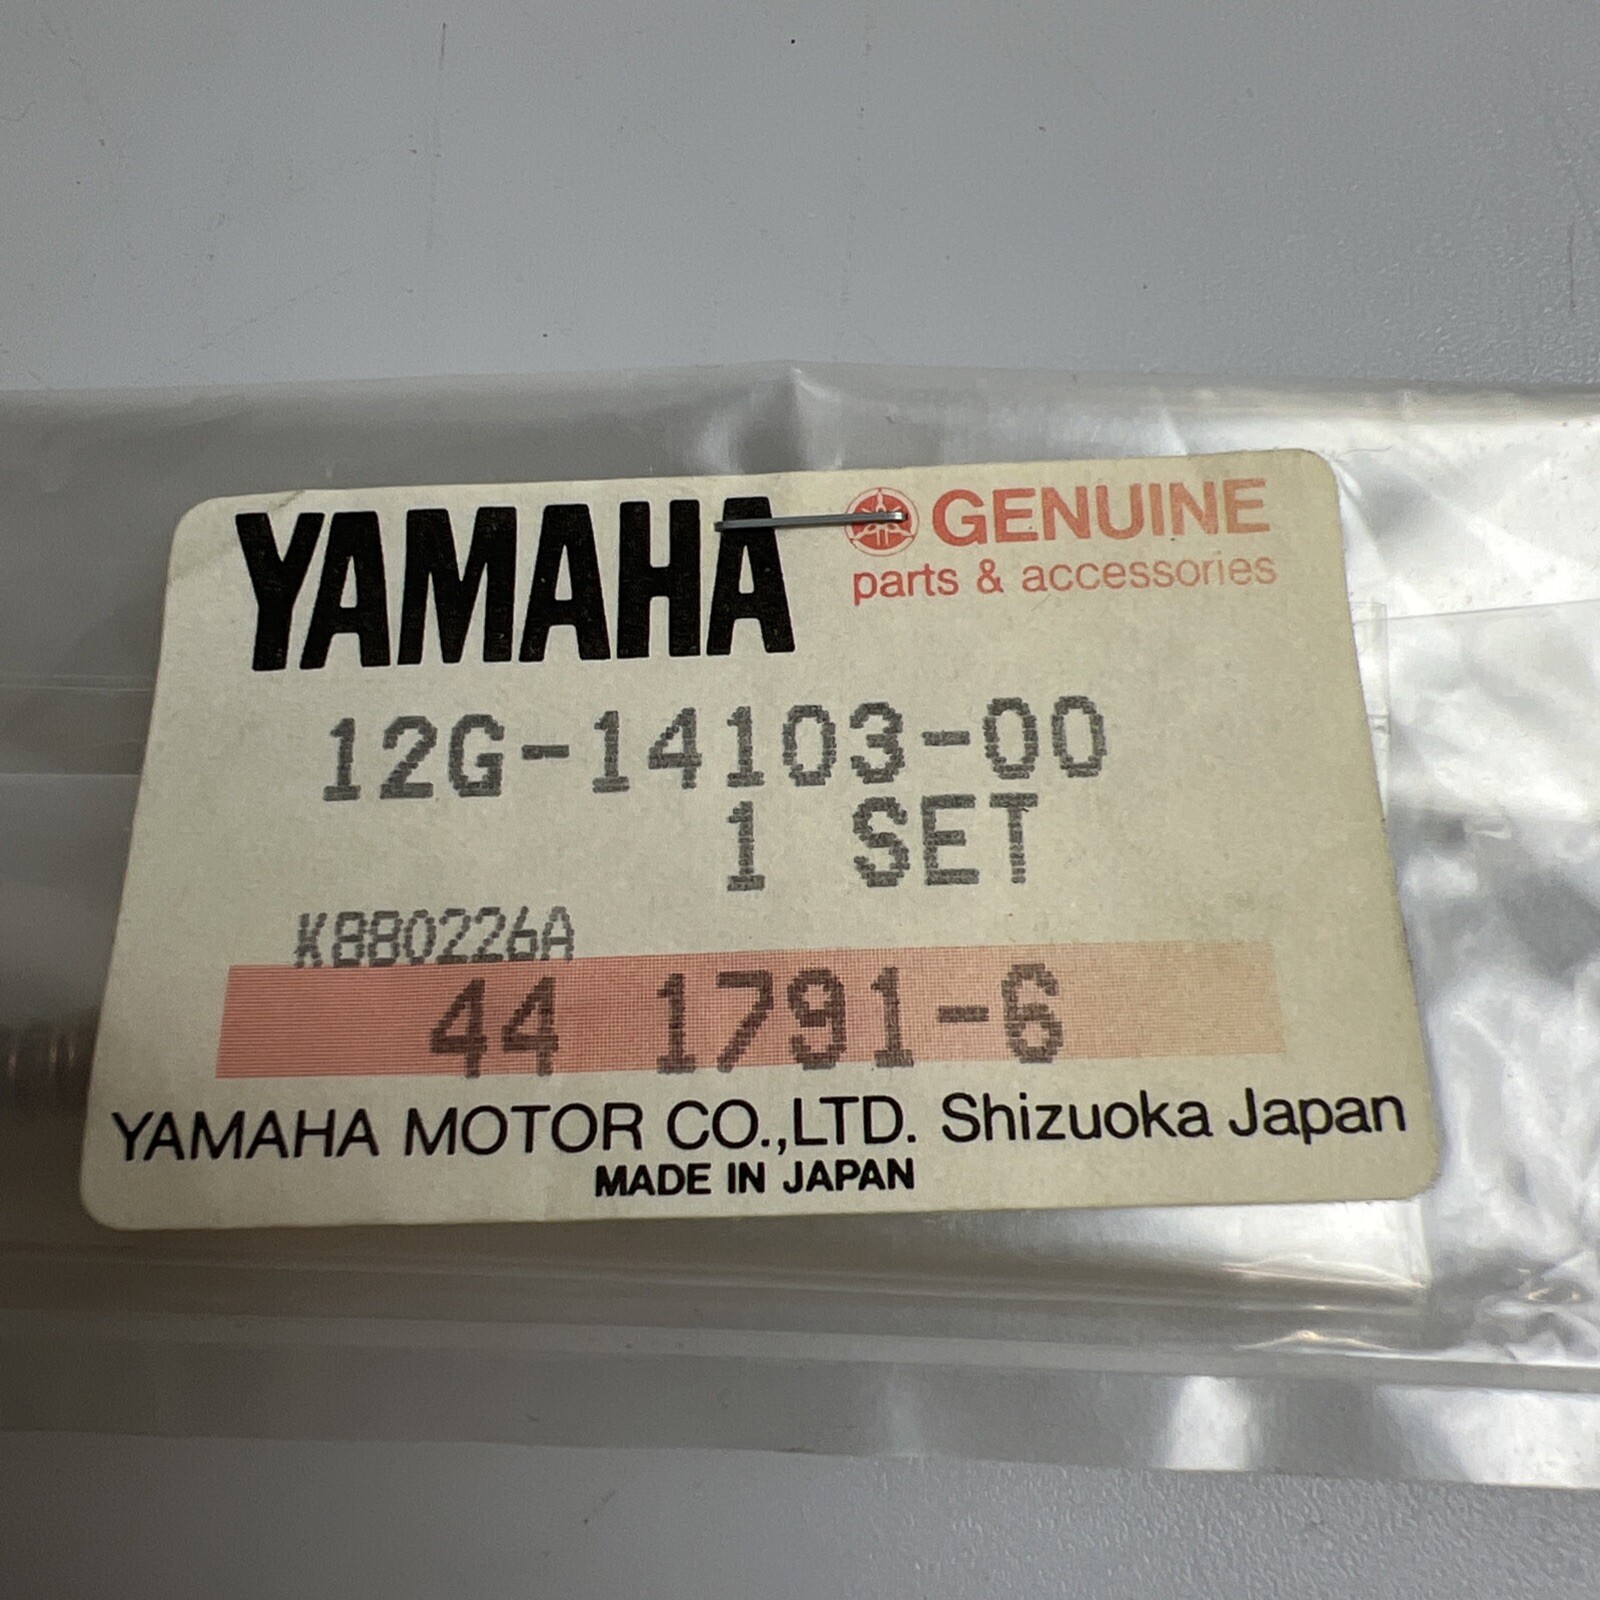 YAMAHA GENUINE
parts & accessories
12G-14103-00
1 SET
K880226A
44 1791-6
YAMAHA MOTOR CO.,LTD. Shizuoka Japan
MADE IN JAPAN